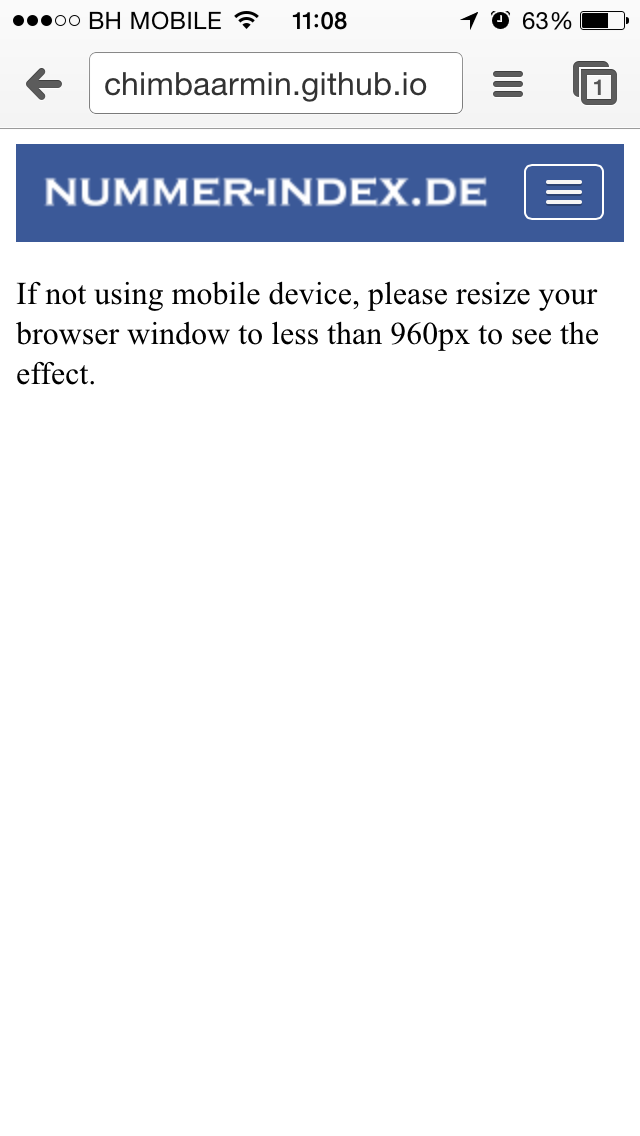 BH MOBILE 11:08 63%
chimbaarmin.github.io 1
NUMMER-INDEX.DE
If not using mobile device, please resize your
browser window to less than 960px to see the
effect.